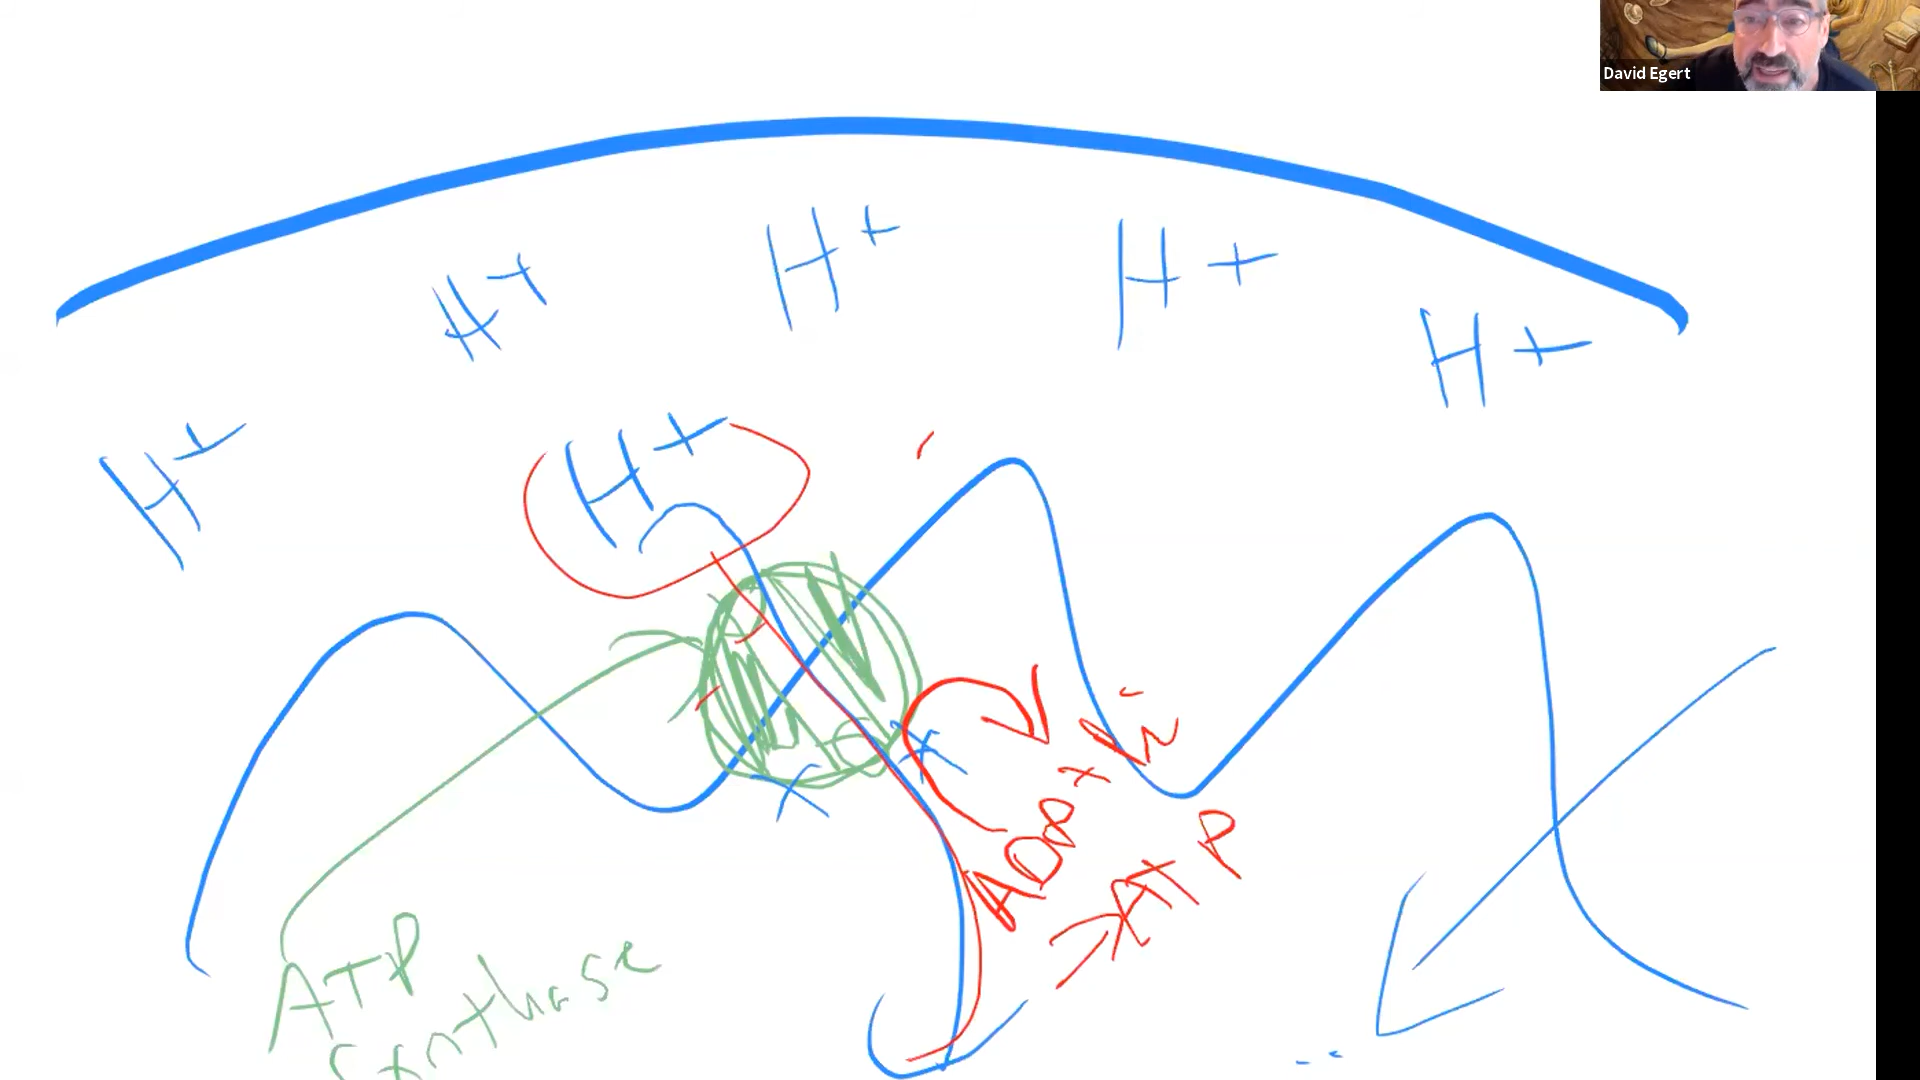 David Egert
H+
H+
H+
H+
H+
H+
ADP + Pi
→ATP
ATP
Synthase